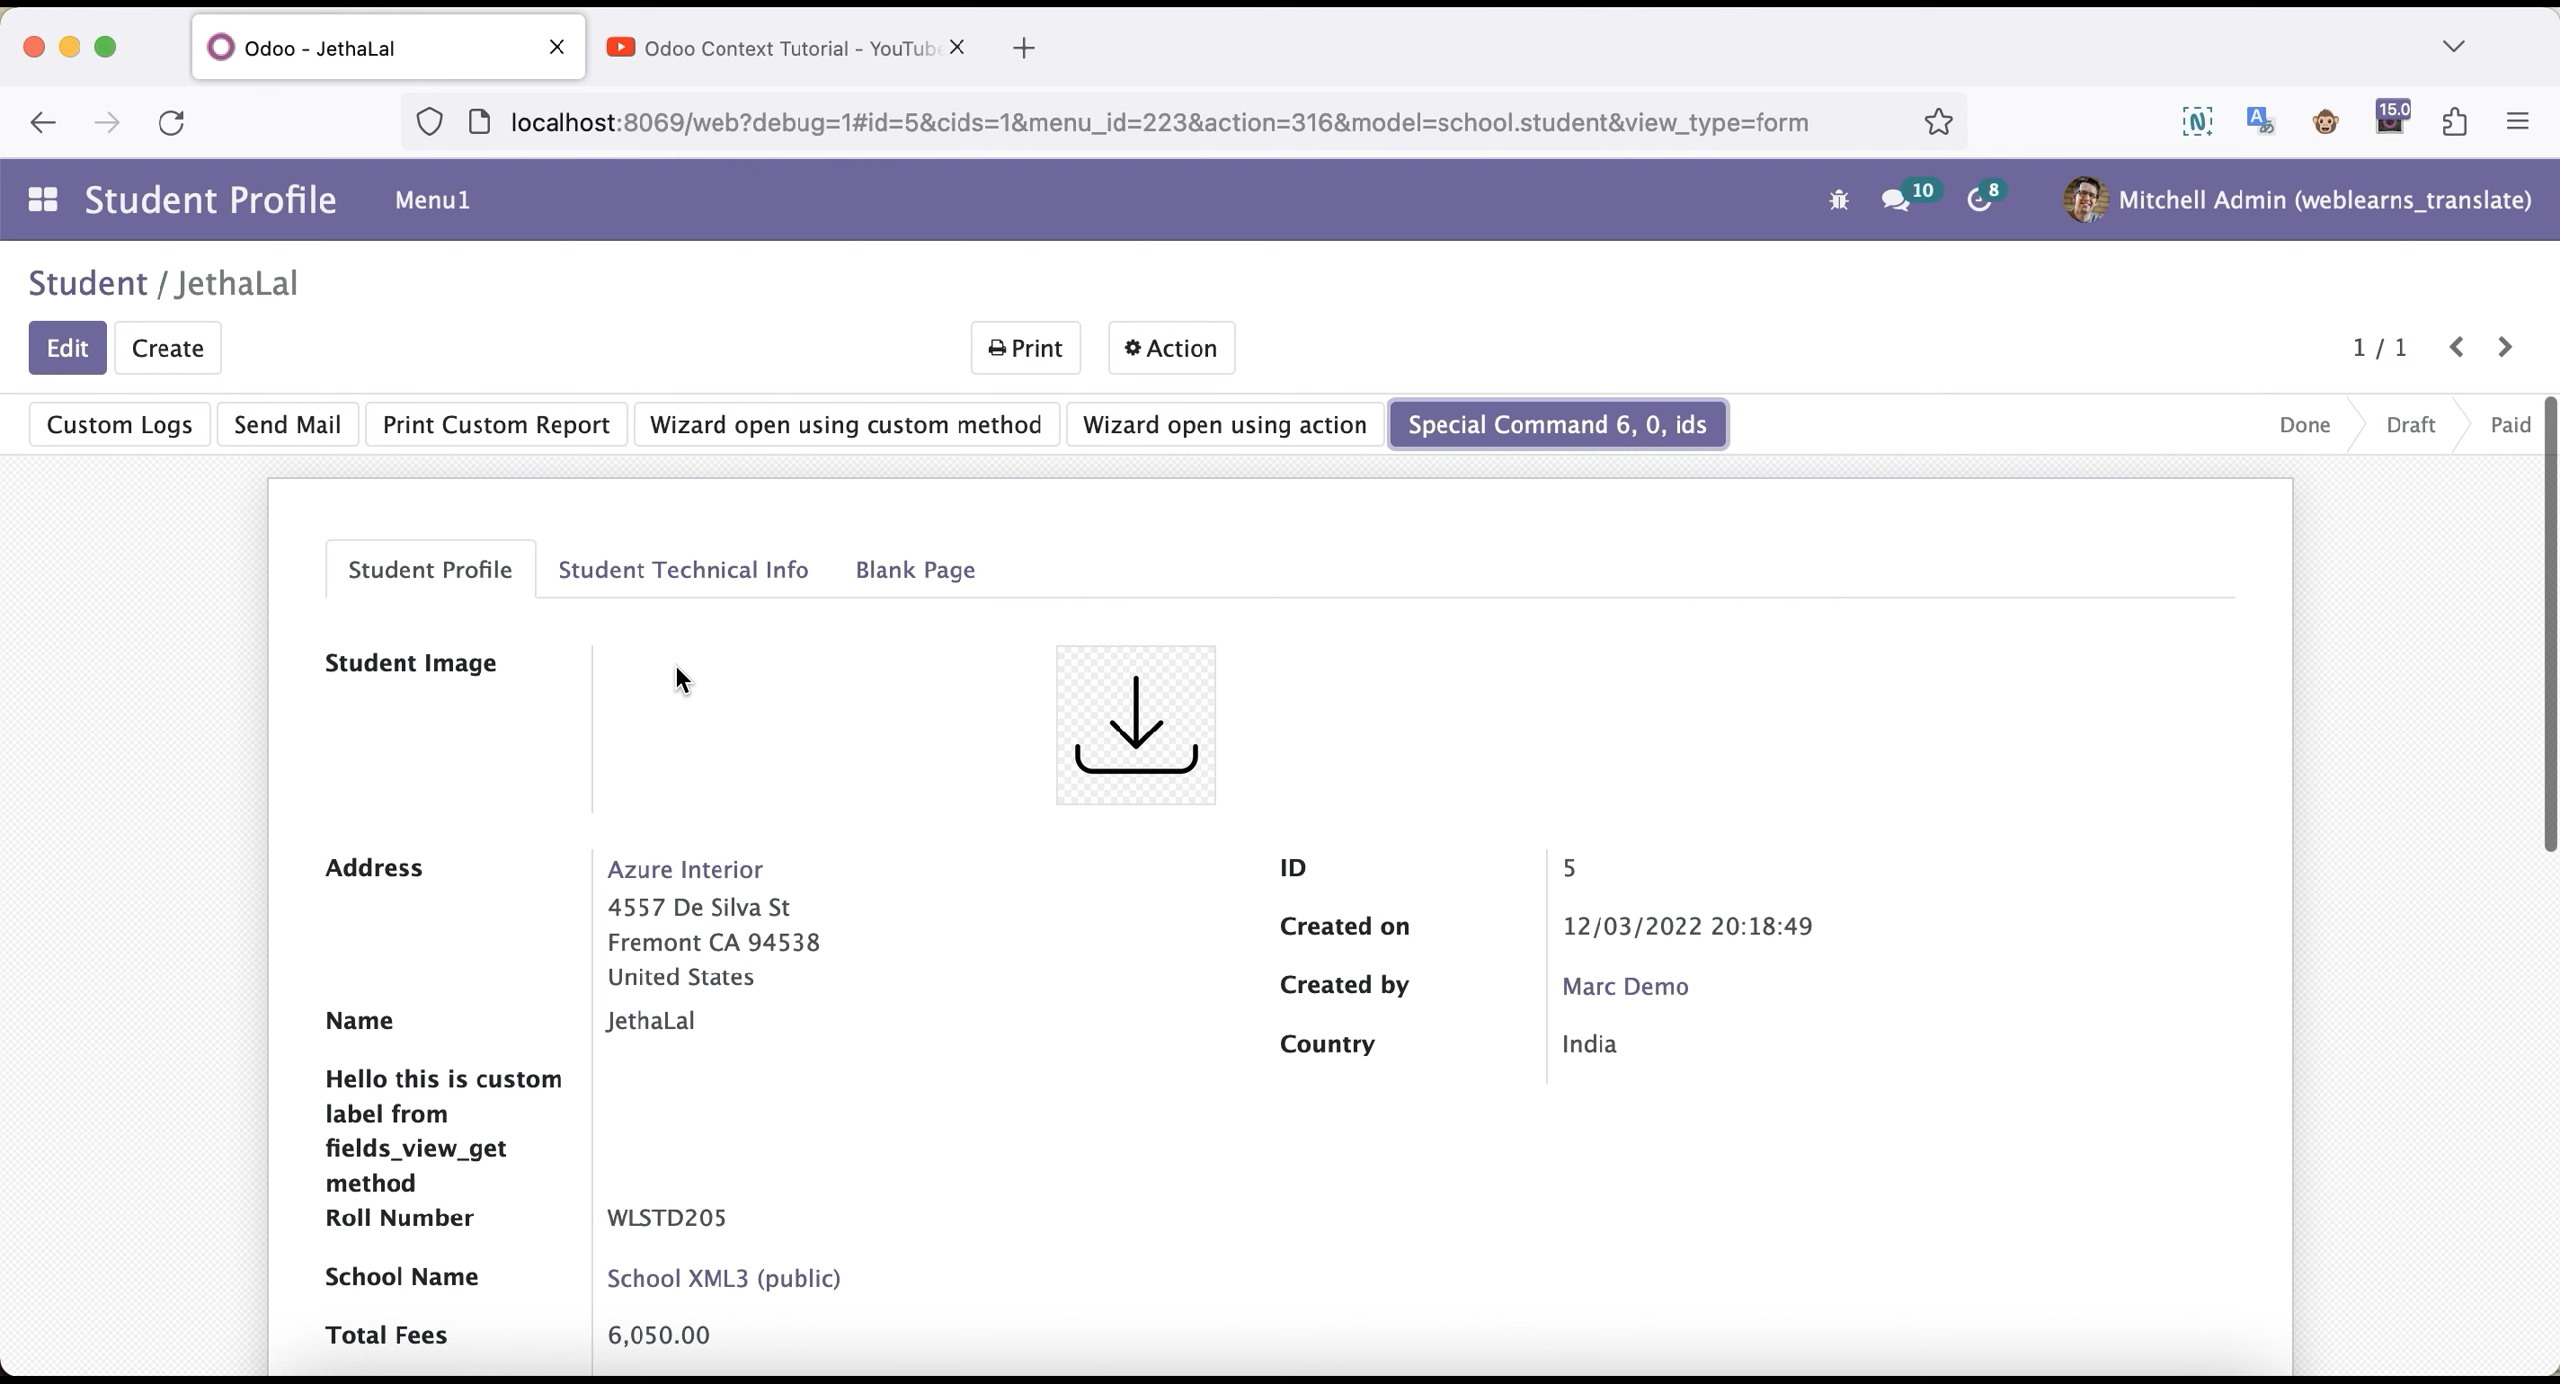 Odoo - JethaLal
Odoo Context Tutorial - YouTube
localhost:8069/web?debug=1#id=5&cids=1&menu_id=223&action=316&model=school.student&view_type=form
15.0
Student Profile
Menu1
10
8
Mitchell Admin (weblearns_translate)
Student / JethaLal
Edit
Create
Print
Action
1 / 1
Custom Logs
Send Mail
Print Custom Report
Wizard open using custom method
Wizard open using action
Special Command 6, 0, ids
Done
Draft
Paid
Student Profile
Student Technical Info
Blank Page
Student Image
Address
Azure Interior
4557 De Silva St
Fremont CA 94538
United States
Name
JethaLal
Hello this is custom
label from
fields_view_get
method
Roll Number
WLSTD205
School Name
School XML3 (public)
Total Fees
6,050.00
ID
5
Created on
12/03/2022 20:18:49
Created by
Marc Demo
Country
India